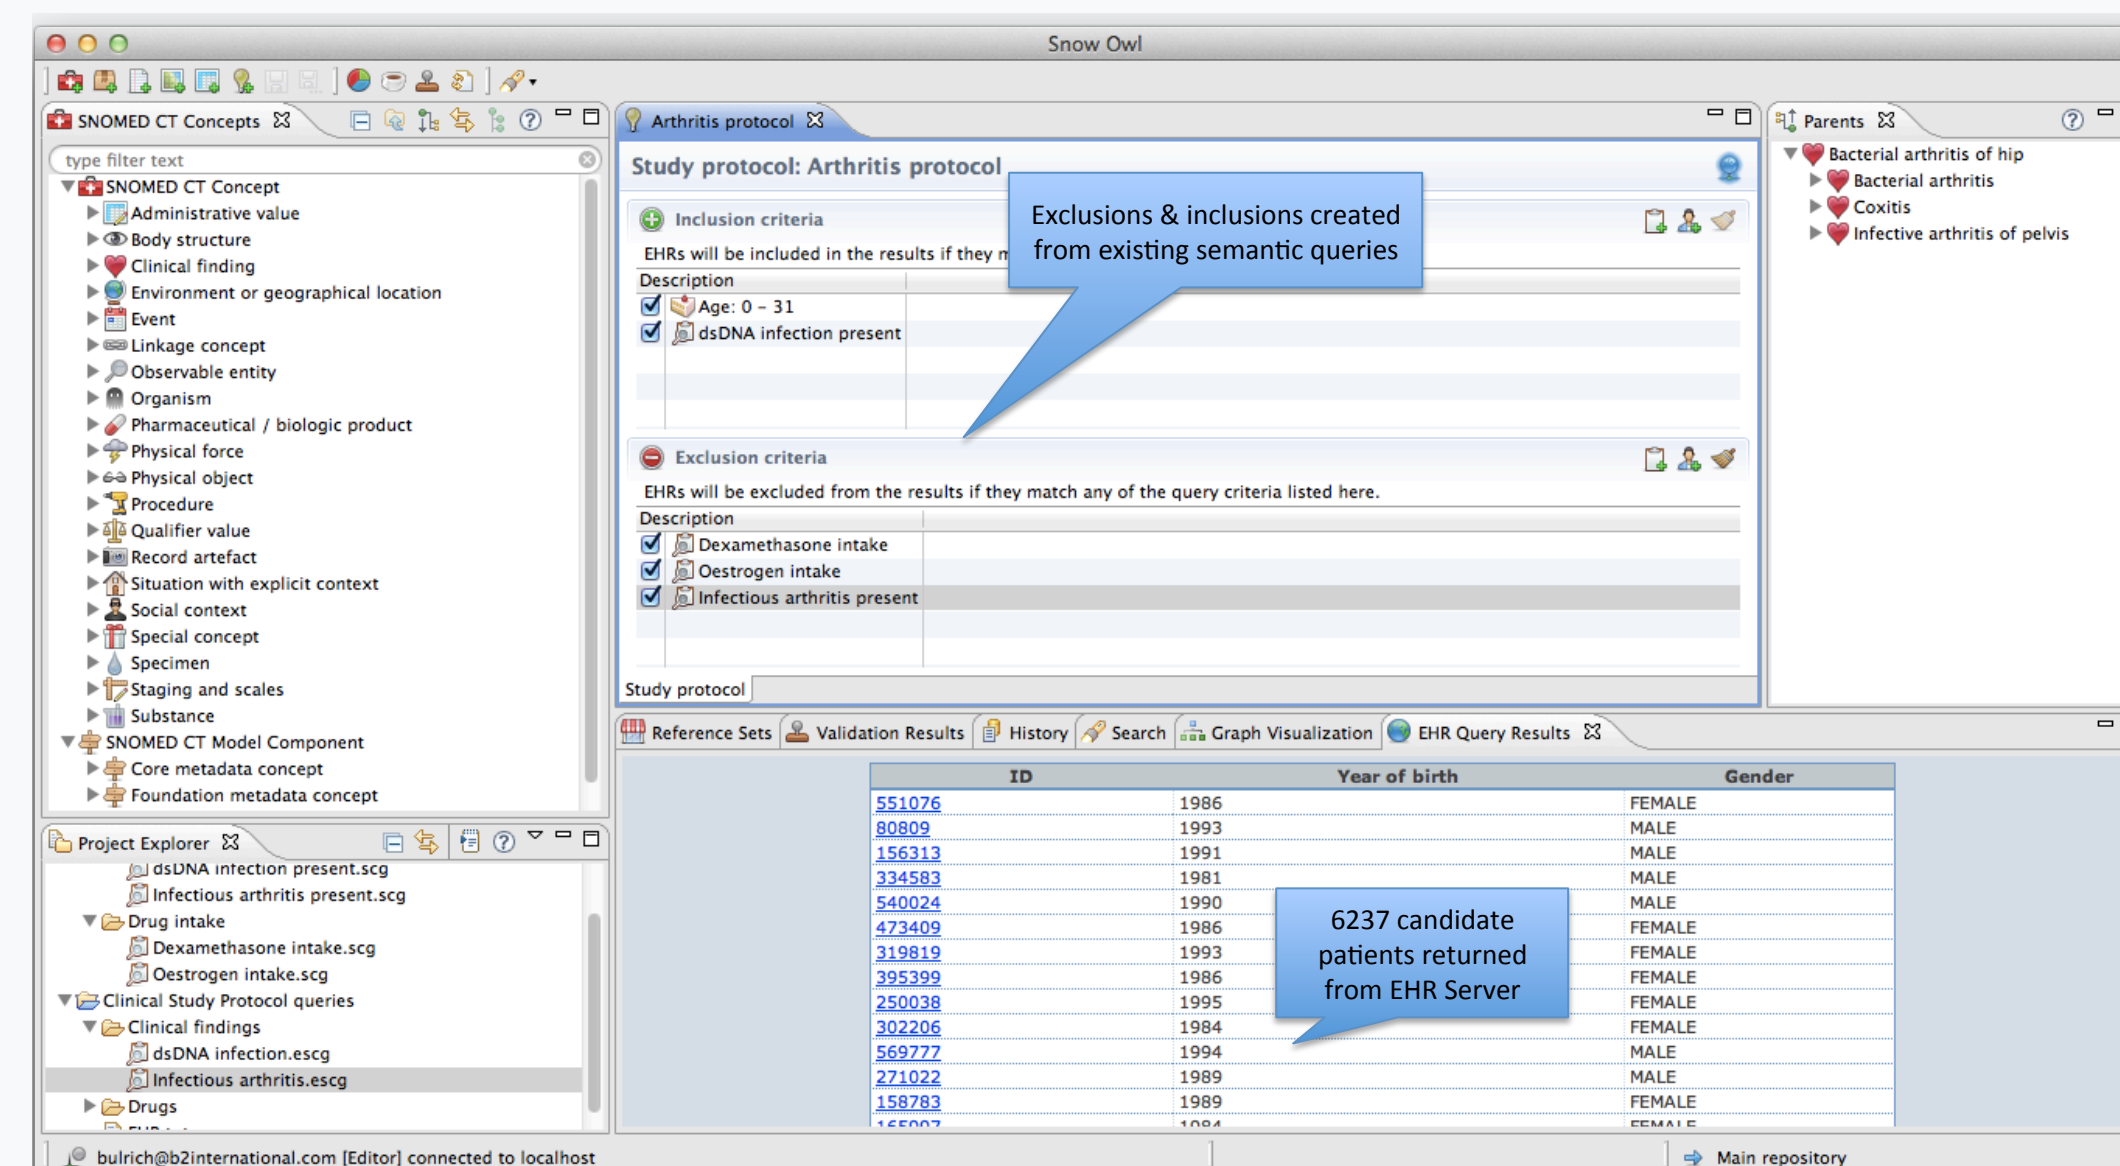 Snow Owl
SNOMED CT Concepts
type filter text
SNOMED CT Concept
Administrative value
Body structure
Clinical finding
Environment or geographical location
Event
Linkage concept
Observable entity
Organism
Pharmaceutical / biologic product
Physical force
Physical object
Procedure
Qualifier value
Record artefact
Situation with explicit context
Social context
Special concept
Specimen
Staging and scales
Substance
SNOMED CT Model Component
Core metadata concept
Foundation metadata concept
Project Explorer
dsDNA infection present.scg
Infectious arthritis present.scg
Drug intake
Dexamethasone intake.scg
Oestrogen intake.scg
Clinical Study Protocol queries
Clinical findings
dsDNA infection.escg
Infectious arthritis.escg
Drugs
Arthritis protocol
Study protocol: Arthritis protocol
Inclusion criteria
EHRs will be included in the results if they
Description
Age: 0 – 31
dsDNA infection present
Exclusions & inclusions created
from existing semantic queries
Exclusion criteria
EHRs will be excluded from the results if they match any of the query criteria listed here.
Description
Dexamethasone intake
Oestrogen intake
Infectious arthritis present
Study protocol
Parents
Bacterial arthritis of hip
Bacterial arthritis
Coxitis
Infective arthritis of pelvis
Reference Sets Validation Results History Search Graph Visualization EHR Query Results
ID Year of birth Gender
551076 1986 FEMALE
80809 1993 MALE
156313 1991 MALE
334583 1981 MALE
540024 1990 MALE
473409 1986 FEMALE
319819 1993 FEMALE
395399 1986 FEMALE
250038 1995 FEMALE
302206 1984 FEMALE
569777 1994 MALE
271022 1989 MALE
158783 1989 FEMALE
1984 FEMALE
6237 candidate
patients returned
from EHR Server
bulrich@b2international.com [Editor] connected to localhost
Main repository